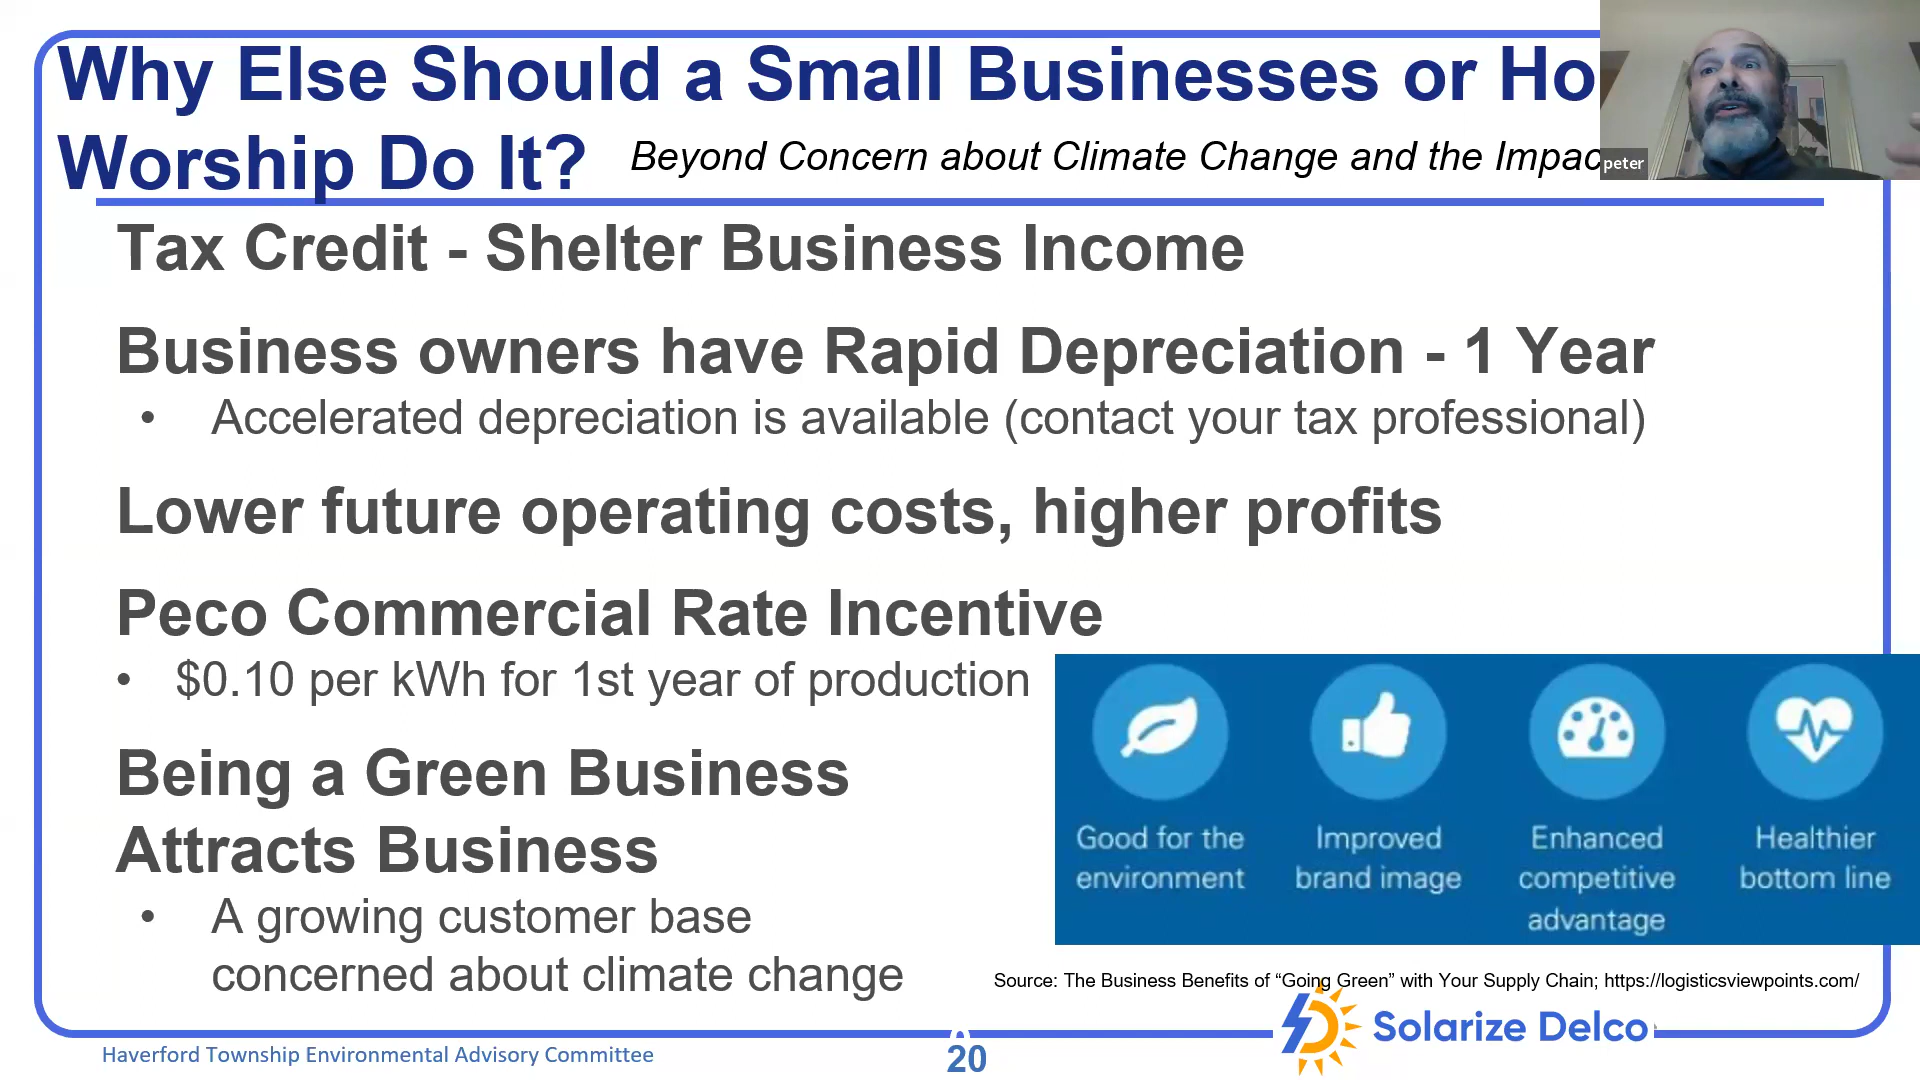 Why Else Should a Small Businesses or Ho
Worship Do It?
Beyond Concern about Climate Change and the Impac
peter
Tax Credit - Shelter Business Income
Business owners have Rapid Depreciation - 1 Year
• Accelerated depreciation is available (contact your tax professional)
Lower future operating costs, higher profits
Peco Commercial Rate Incentive
• $0.10 per kWh for 1st year of production
Being a Green Business
Attracts Business
• A growing customer base
concerned about climate change
Good for the
environment
Improved
brand image
Enhanced
competitive
advantage
Healthier
bottom line
Source: The Business Benefits of “Going Green” with Your Supply Chain; https://logisticsviewpoints.com/
Solarize Delco
Haverford Township Environmental Advisory Committee
20